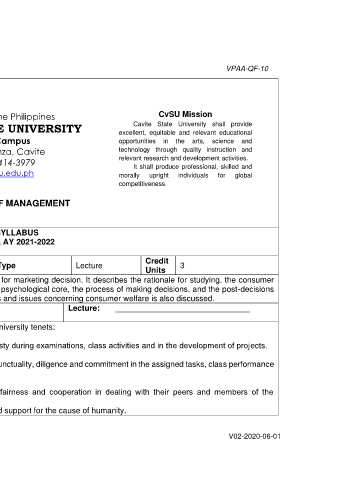 VPAA-QF-10
he Philippines
E UNIVERSITY
Campus
nza, Cavite
414-3979
u.edu.ph
CvSU Mission
Cavite State University shall provide
excellent, equitable and relevant educational
opportunities in the arts, science and
technology through quality instruction and
relevant research and development activities.
It shall produce professional, skilled and
morally upright individuals for global
competitiveness.
F MANAGEMENT
YLLABUS
, AY 2021-2022
Type Lecture Credit Units 3
for marketing decision. It describes the rationale for studying, the consumer
psychological core, the process of making decisions, and the post-decisions
s and issues concerning consumer welfare is also discussed.
Lecture:
niversity tenets:
sty during examinations, class activities and in the development of projects.
unctuality, diligence and commitment in the assigned tasks, class performance
fairness and cooperation in dealing with their peers and members of the
d support for the cause of humanity.
V02-2020-06-01